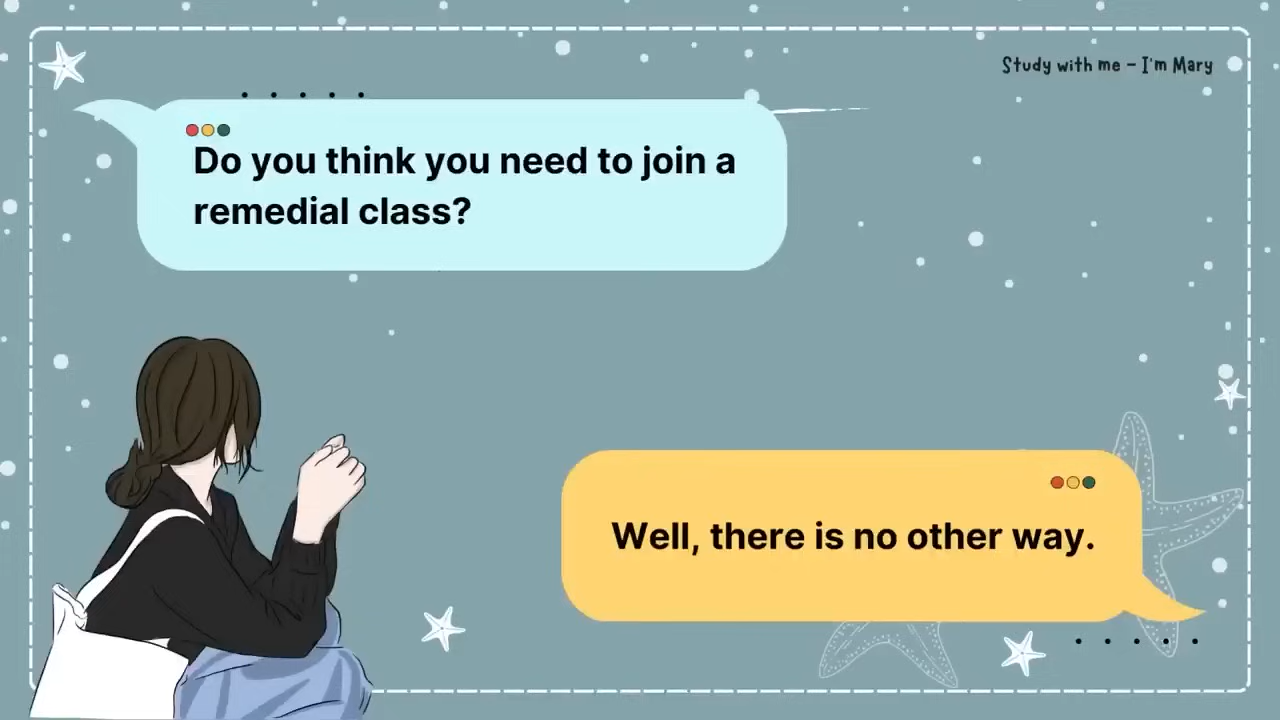 Study with me - I'm Mary
Do you think you need to join a
remedial class?
Well, there is no other way.